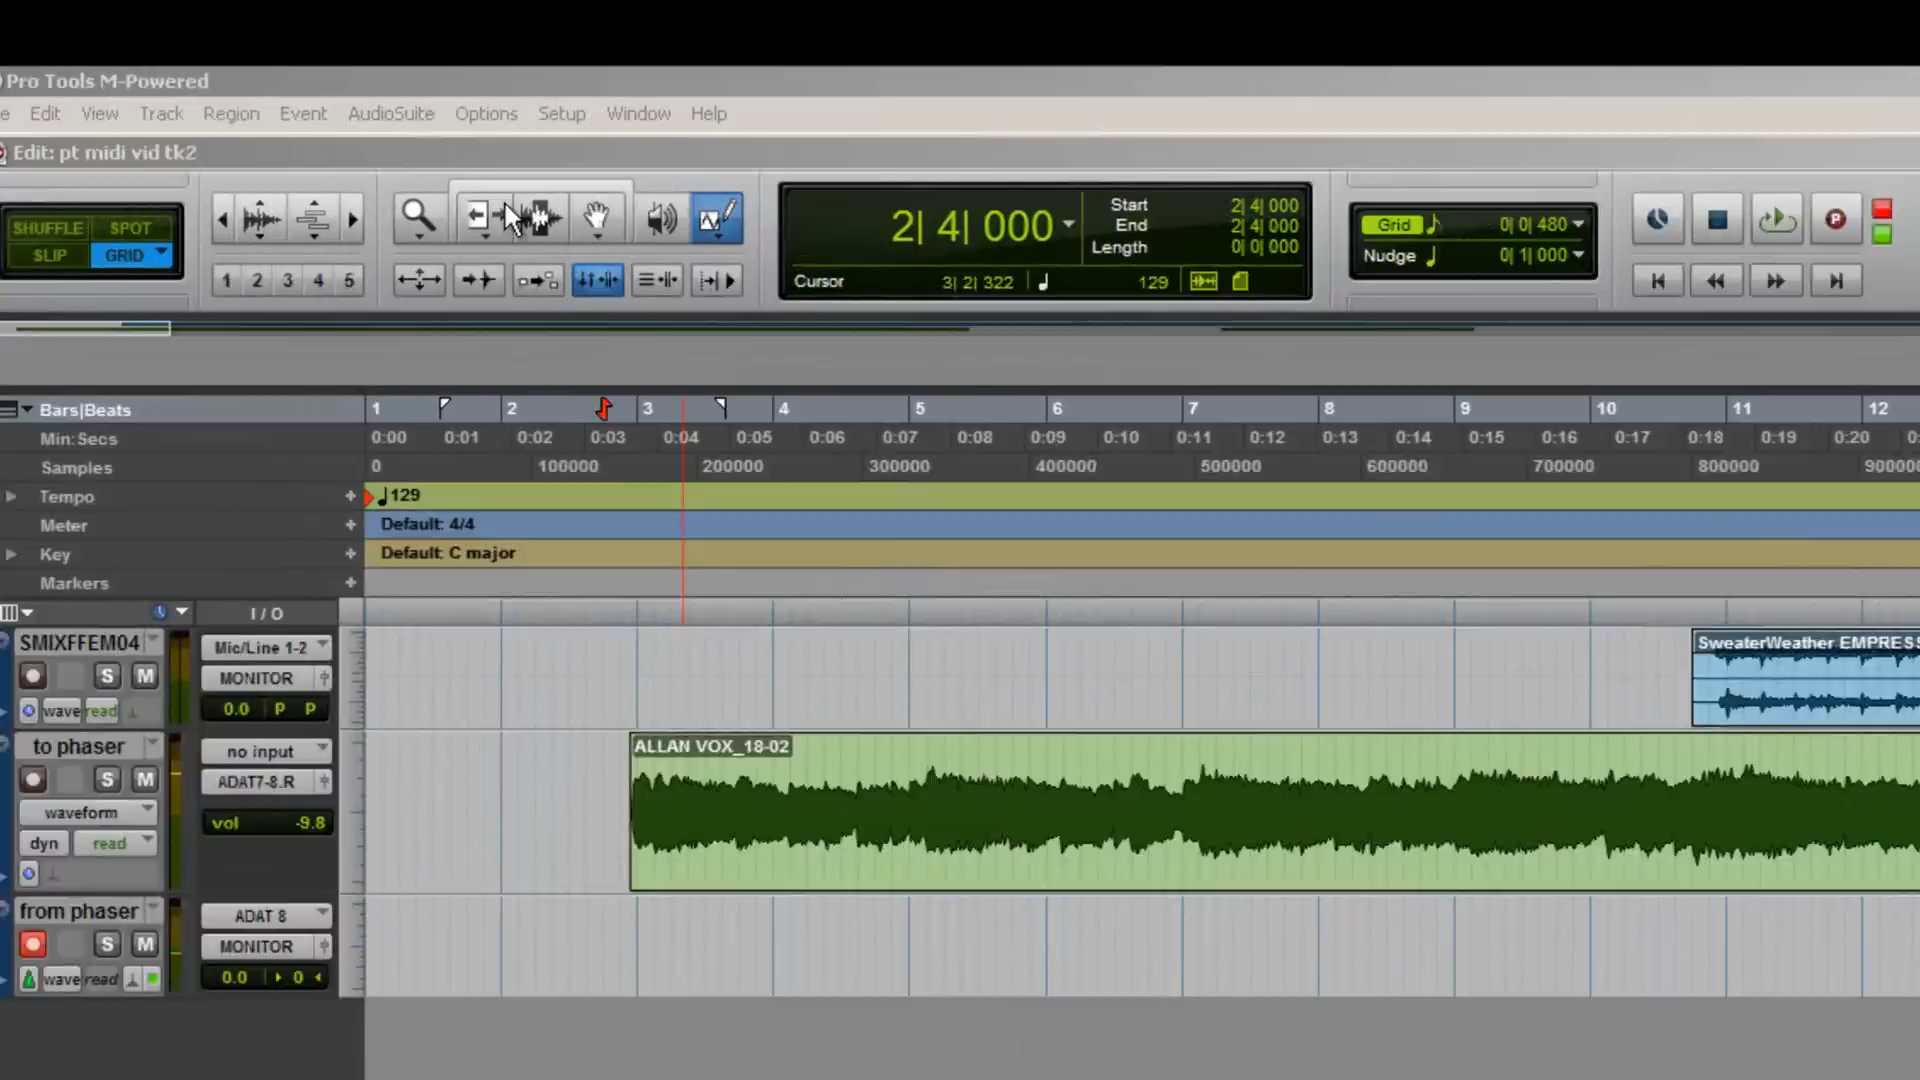 Pro Tools M-Powered
e Edit View Track Region Event AudioSuite Options Setup Window Help
Edit: pt midi vid tk2
SHUFFLE SPOT
SLIP GRID
1 2 3 4 5
2| 4| 000
Start 2| 4| 000
End 2| 4| 000
Length 0| 0| 000
Cursor 3| 2| 322 129
Grid 0| 0| 480
Nudge 0| 1| 000
Bars|Beats 1 2 3 4 5 6 7 8 9 10 11 12
Min:Secs 0:00 0:01 0:02 0:03 0:04 0:05 0:06 0:07 0:08 0:09 0:10 0:11 0:12 0:13 0:14 0:15 0:16 0:17 0:18 0:19 0:20 0:
Samples 0 100000 200000 300000 400000 500000 600000 700000 800000 900000
Tempo + 129
Meter + Default: 4/4
Key + Default: C major
Markers +
I / O
SMIXFFEM04 Mic/Line 1-2
S M MONITOR
wave read 0.0 P P
SweaterWeather EMPRESS
to phaser no input
S M ADAT7-8.R
waveform vol -9.8
dyn read
ALLAN VOX_18-02
from phaser ADAT 8
S M MONITOR
wave read 0.0 0